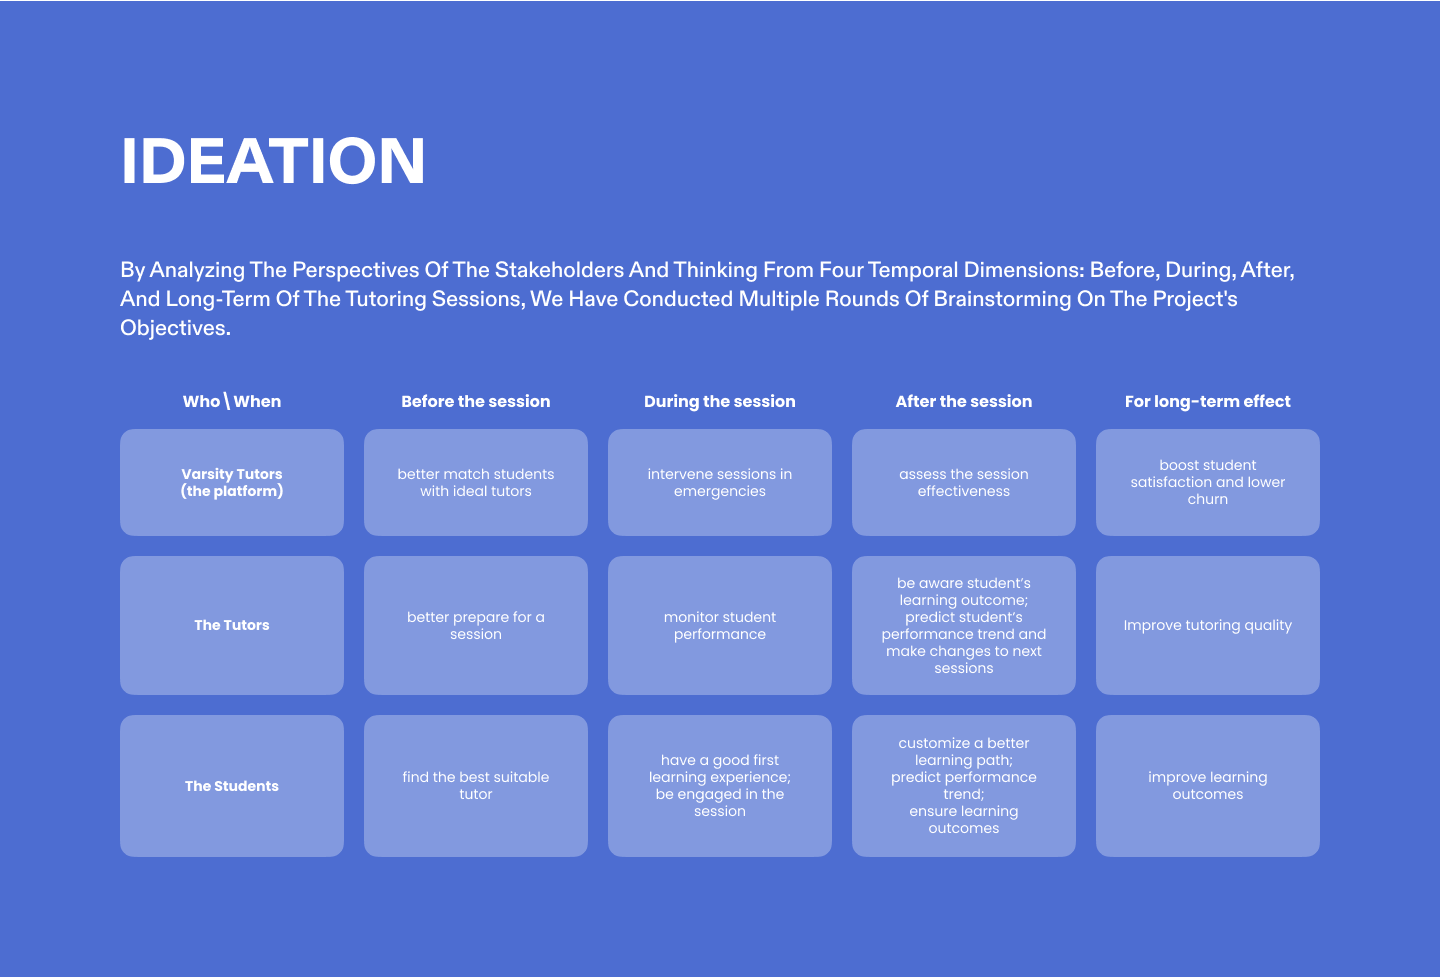 IDEATION
By Analyzing The Perspectives Of The Stakeholders And Thinking From Four Temporal Dimensions: Before, During, After,
And Long-Term Of The Tutoring Sessions, We Have Conducted Multiple Rounds Of Brainstorming On The Project's
Objectives.
Who\When
Before the session
During the session
After the session
For long-term effect
Varsity Tutors
(the platform)
better match students
with ideal tutors
intervene sessions in
emergencies
assess the session
effectiveness
boost student
satisfaction and lower
churn
The Tutors
better prepare for a
session
monitor student
performance
be aware student’s
learning outcome;
predict student’s
performance trend and
make changes to next
sessions
Improve tutoring quality
The Students
find the best suitable
tutor
have a good first
learning experience;
be engaged in the
session
customize a better
learning path;
predict performance
trend;
ensure learning
outcomes
improve learning
outcomes